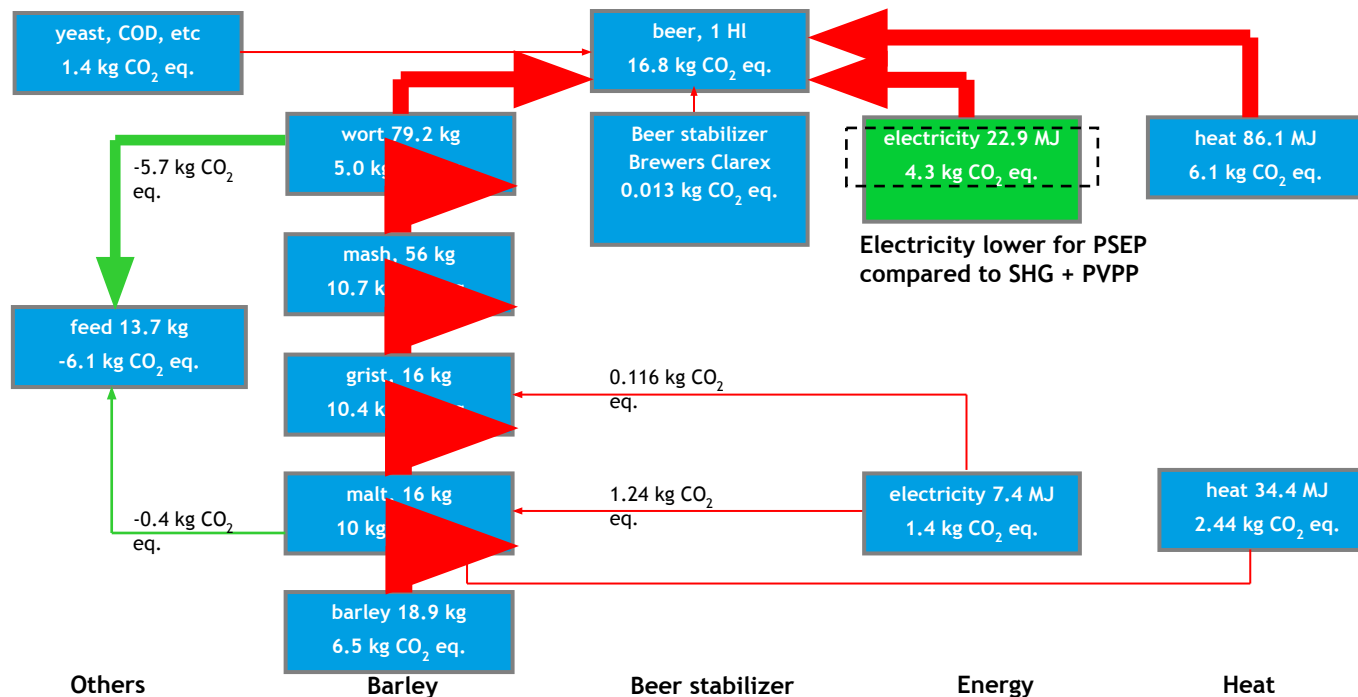 yeast, COD, etc
1.4 kg CO₂ eq.
beer, 1 Hl
16.8 kg CO₂ eq.
wort 79.2 kg
5.0 kg
Beer stabilizer
Brewers Clarex
0.013 kg CO₂ eq.
electricity 22.9 MJ
4.3 kg CO₂ eq.
heat 86.1 MJ
6.1 kg CO₂ eq.
-5.7 kg CO₂
eq.
Electricity lower for PSEP
compared to SHG + PVPP
mash, 56 kg
10.7
feed 13.7 kg
-6.1 kg CO₂ eq.
grist, 16 kg
10.4
0.116 kg CO₂
eq.
malt, 16 kg
10 kg
1.24 kg CO₂
eq.
electricity 7.4 MJ
1.4 kg CO₂ eq.
heat 34.4 MJ
2.44 kg CO₂ eq.
-0.4 kg CO₂
eq.
barley 18.9 kg
6.5 kg CO₂ eq.
Others
Barley
Beer stabilizer
Energy
Heat